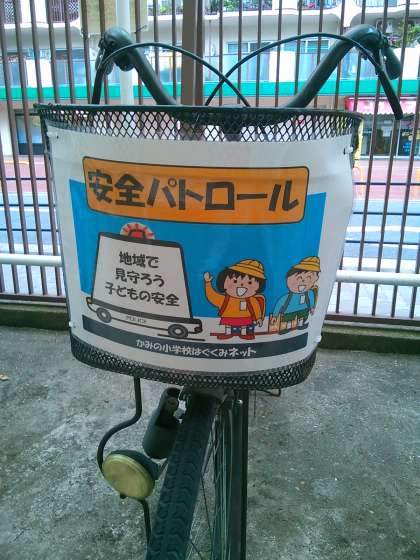 安全パトロール
地域で
見守ろう
子どもの安全
POLICE
かみの小学校はぐくみネット